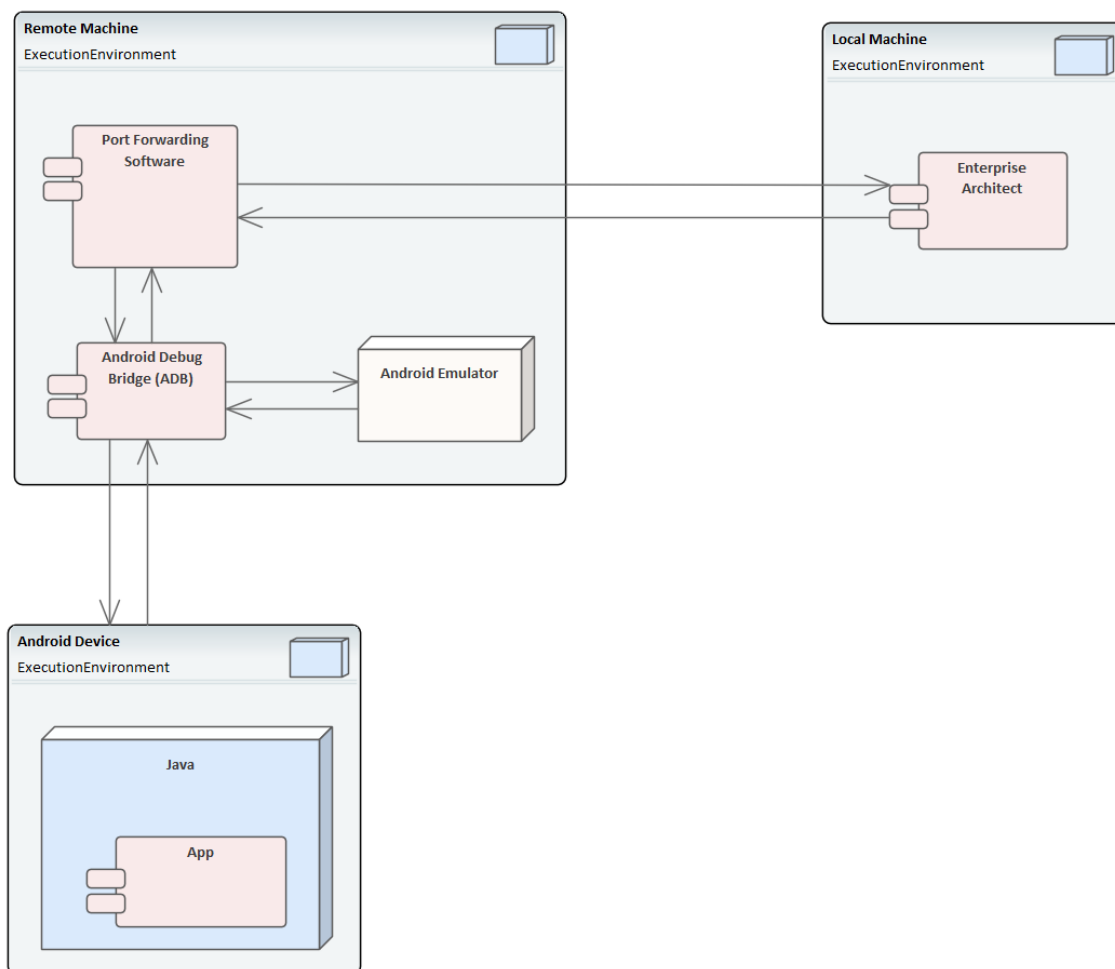 Remote Machine
ExecutionEnvironment
Port Forwarding
Software
Android Debug
Bridge (ADB)
Android Emulator
Local Machine
ExecutionEnvironment
Enterprise
Architect
Android Device
ExecutionEnvironment
Java
App